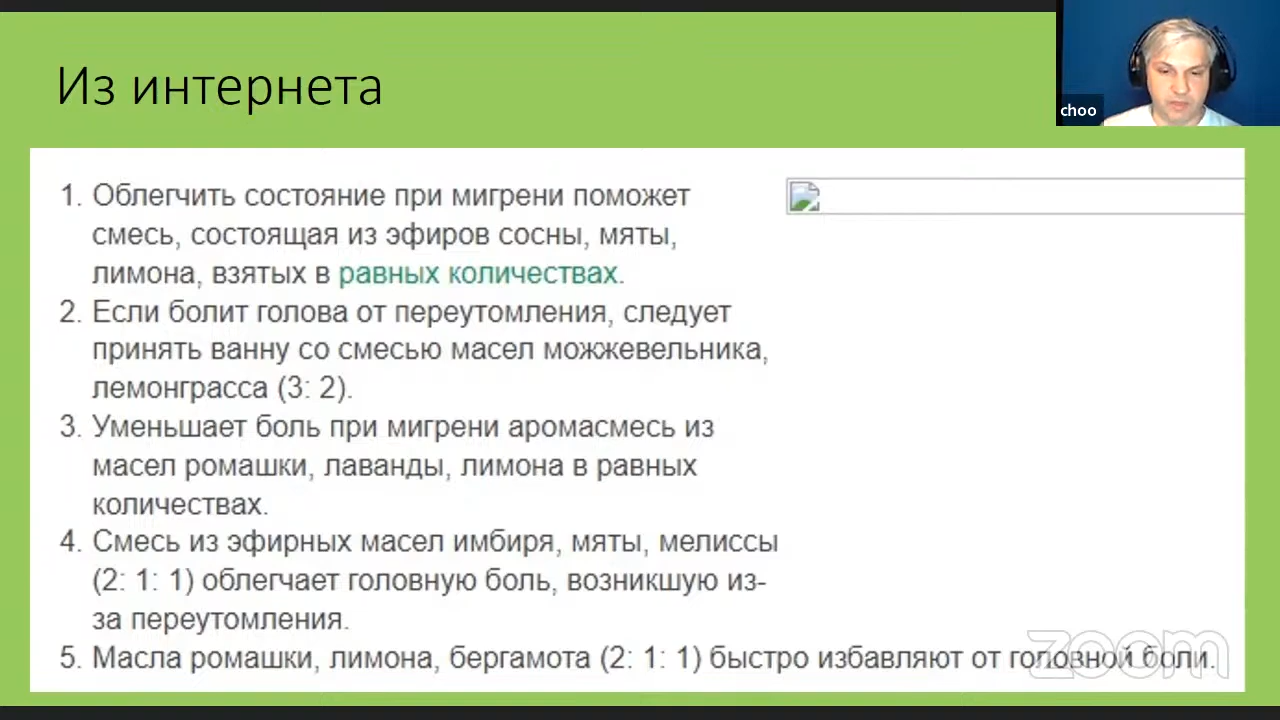 Из интернета
choo
1. Облегчить состояние при мигрени поможет
смесь, состоящая из эфиров сосны, мяты,
лимона, взятых в равных количествах.
2. Если болит голова от переутомления, следует
принять ванну со смесью масел можжевельника,
лемонграсса (3: 2).
3. Уменьшает боль при мигрени аромасмесь из
масел ромашки, лаванды, лимона в равных
количествах.
4. Смесь из эфирных масел имбиря, мяты, мелиссы
(2: 1: 1) облегчает головную боль, возникшую из-
за переутомления.
5. Масла ромашки, лимона, бергамота (2: 1: 1) быстро избавляют от головной боли.
zoom